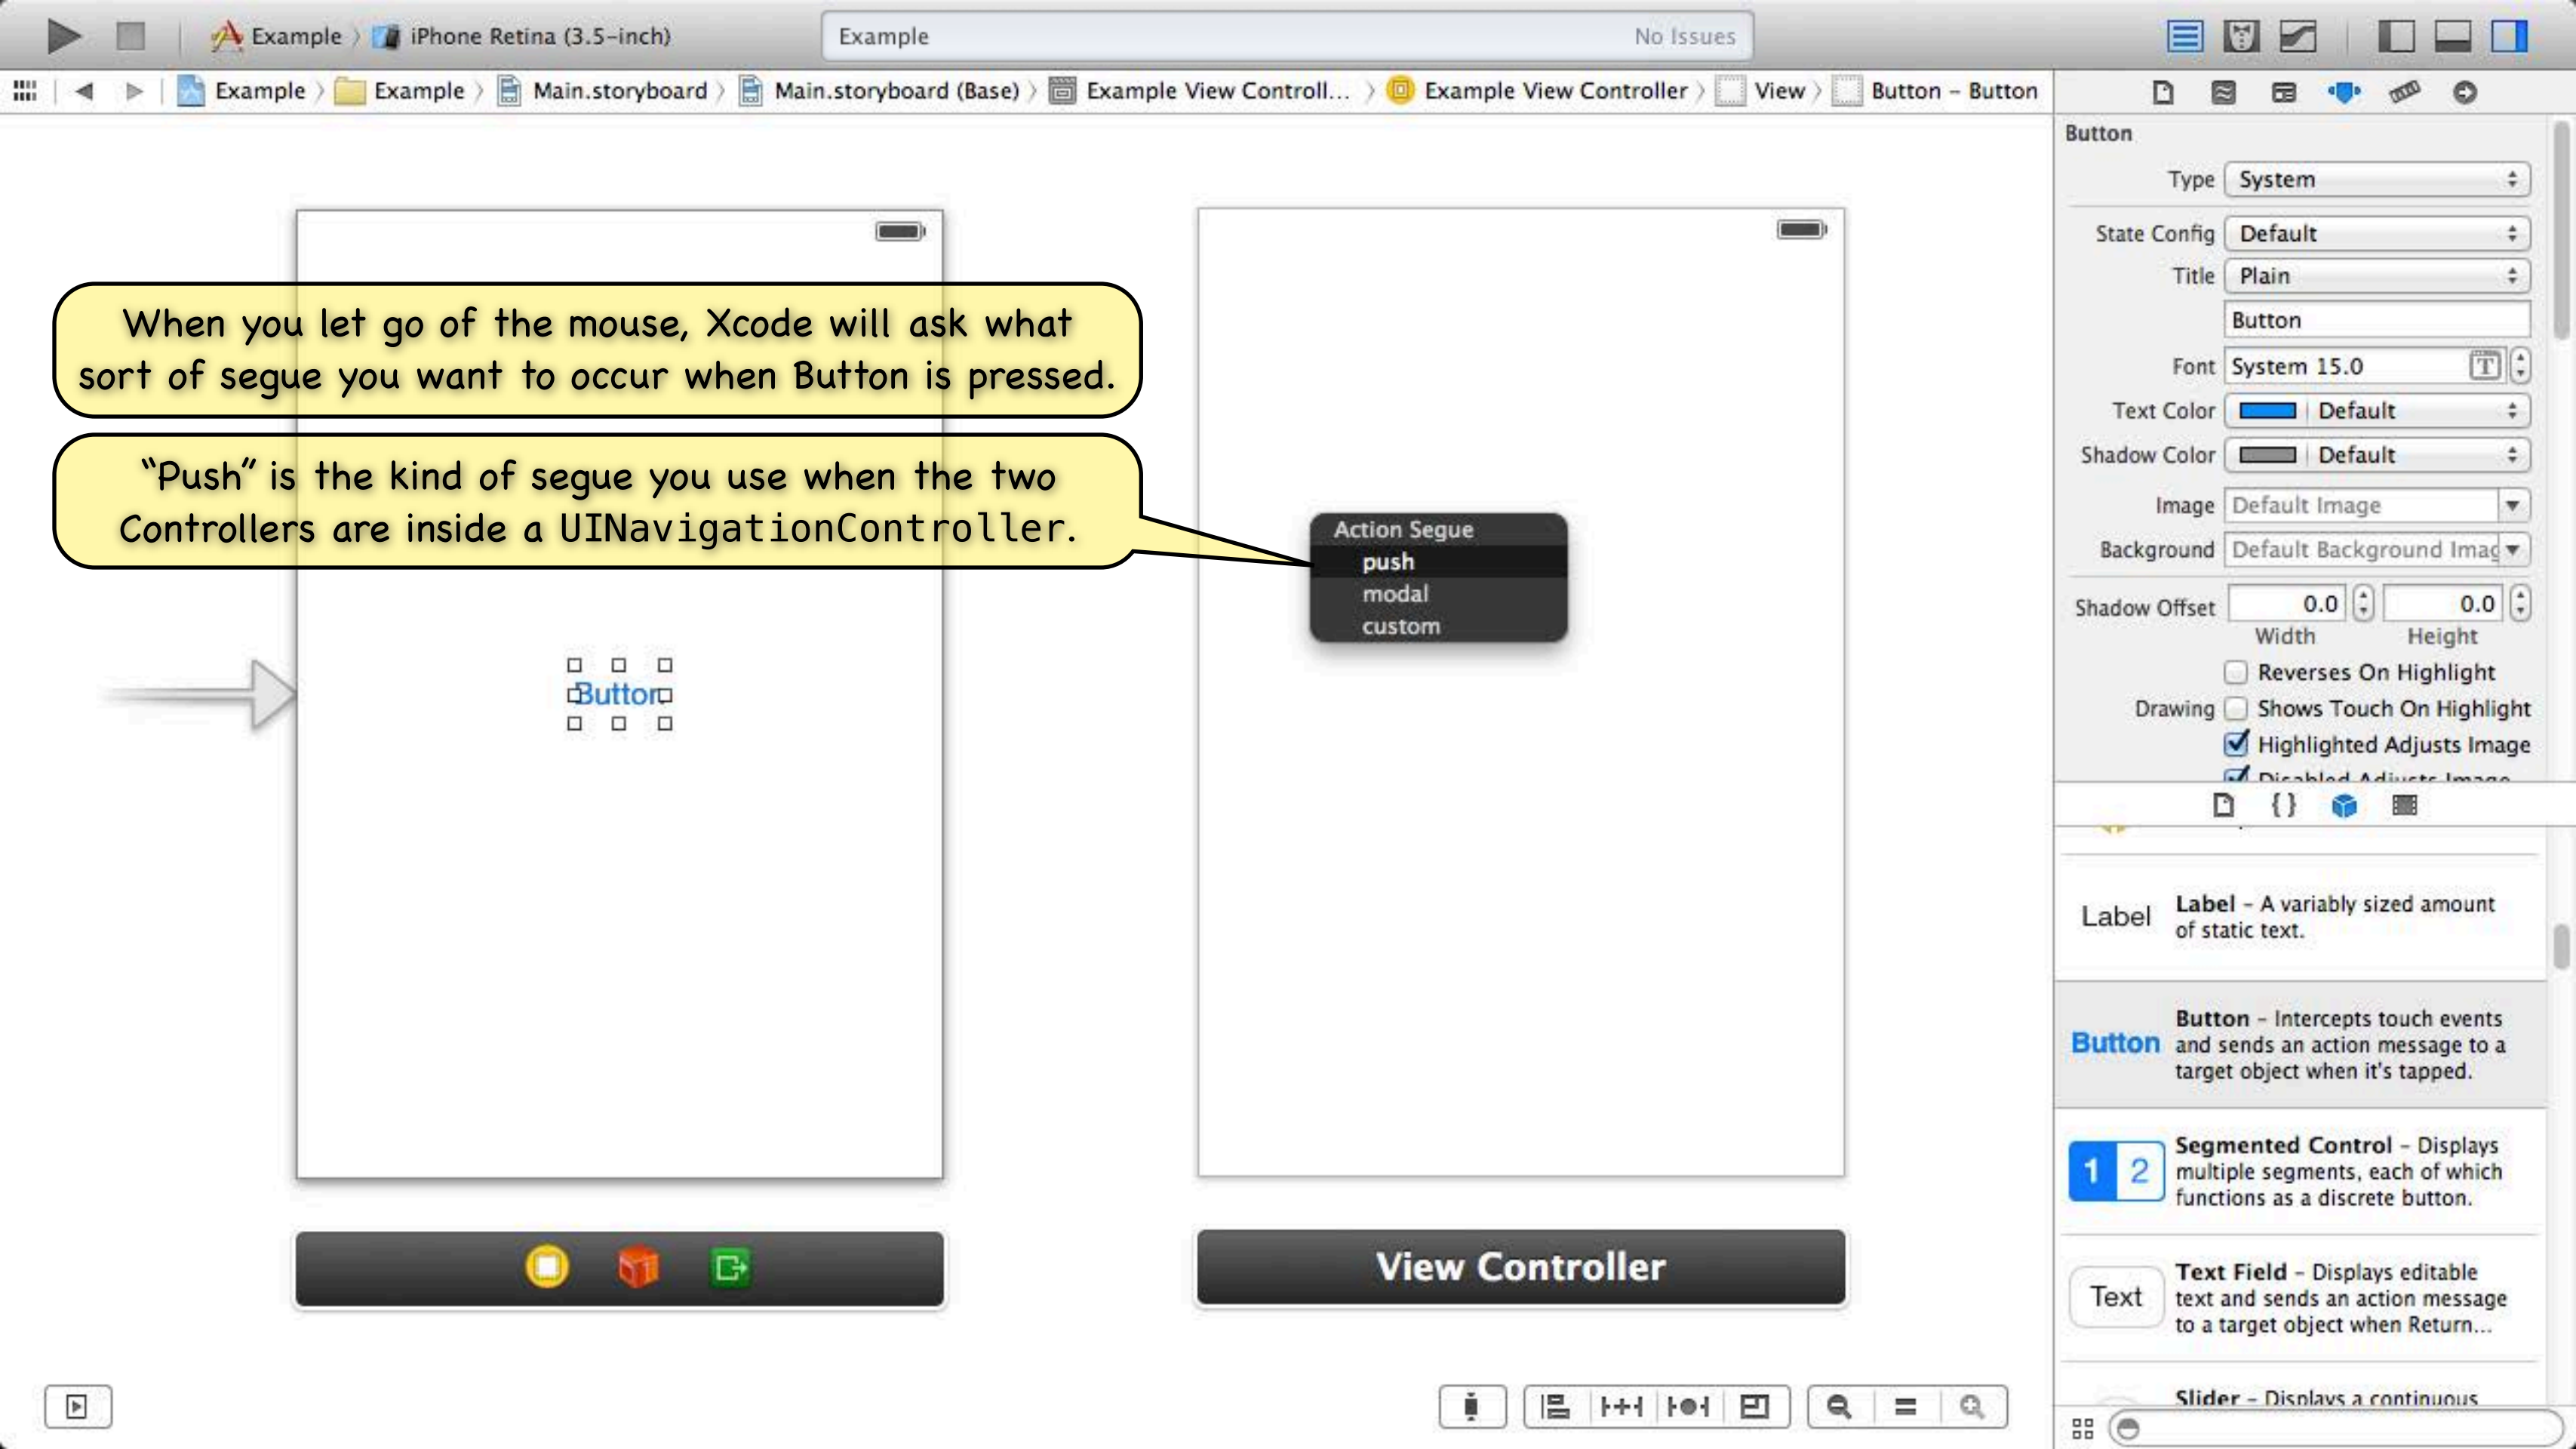 Example 〉 iPhone Retina (3.5-inch)
Example
No Issues
Example 〉 Example 〉 Main.storyboard 〉 Main.storyboard (Base) 〉 Example View Controll... 〉 Example View Controller 〉 View 〉 Button – Button
When you let go of the mouse, Xcode will ask what
sort of segue you want to occur when Button is pressed.
“Push” is the kind of segue you use when the two
Controllers are inside a UINavigationController.
Action Segue
push
modal
custom
Button
View Controller
Button
Type System
State Config Default
Title Plain
Button
Font System 15.0 T
Text Color Default
Shadow Color Default
Image Default Image
Background Default Background Imag
Shadow Offset 0.0 0.0
Width Height
Reverses On Highlight
Drawing Shows Touch On Highlight
Highlighted Adjusts Image
Disabled Adjusts Image
{ }
Label
Label – A variably sized amount
of static text.
Button
Button – Intercepts touch events
and sends an action message to a
target object when it's tapped.
1 2
Segmented Control – Displays
multiple segments, each of which
functions as a discrete button.
Text
Text Field – Displays editable
text and sends an action message
to a target object when Return...
Slider – Displays a continuous